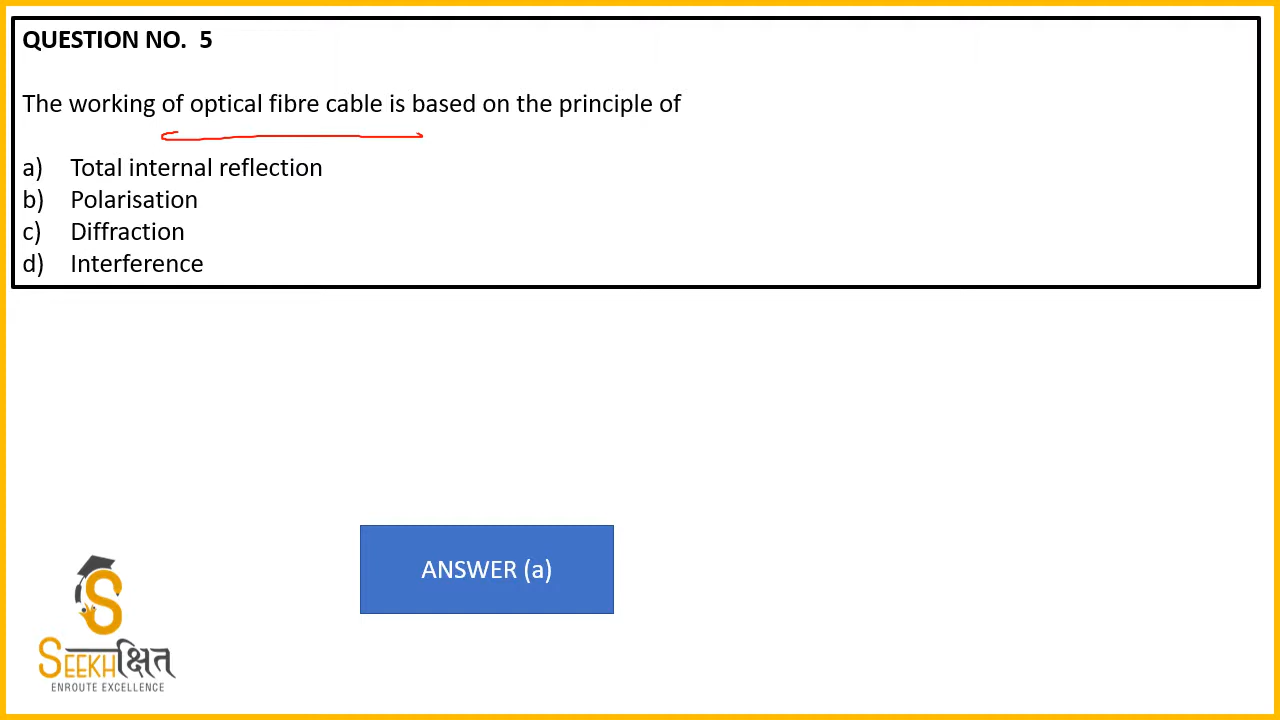 QUESTION NO. 5
The working of optical fibre cable is based on the principle of
a) Total internal reflection
b) Polarisation
c) Diffraction
d) Interference
ANSWER (a)
S
SEEKHक्षित
ENROUTE EXCELLENCE